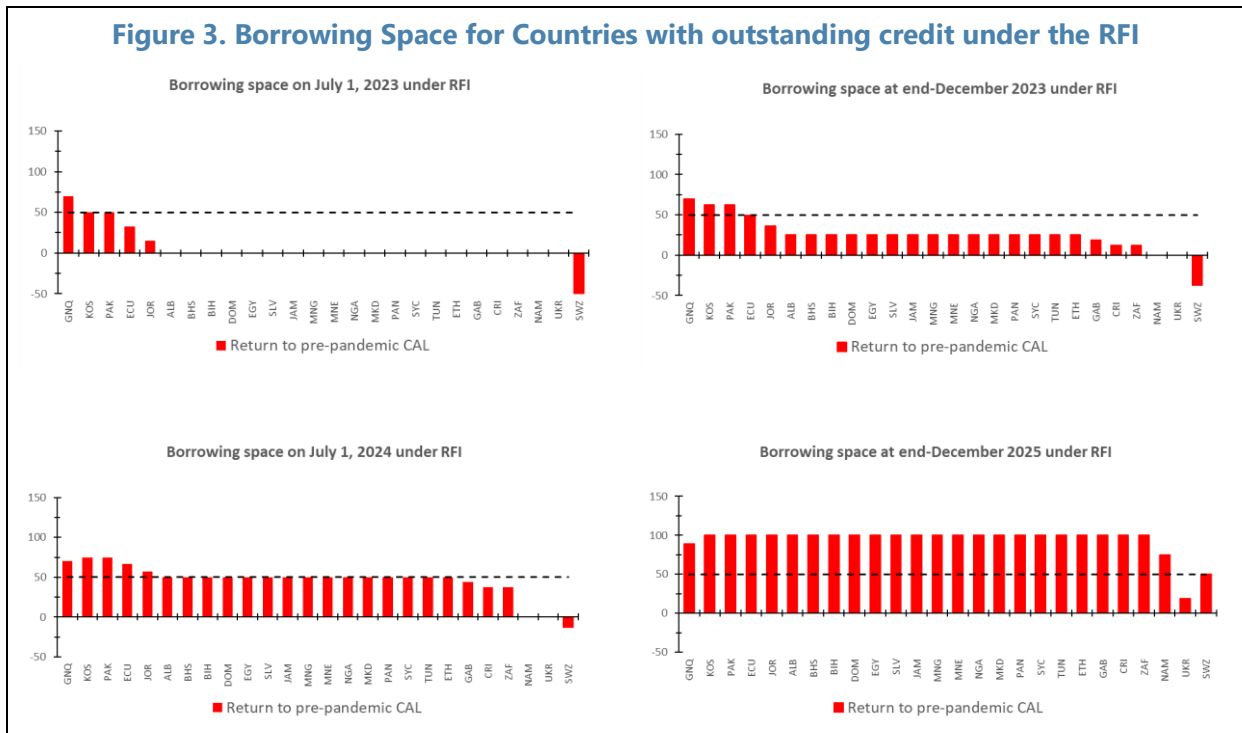 Figure 3. Borrowing Space for Countries with outstanding credit under the RFI
Borrowing space on July 1, 2023 under RFI
150
100
50
0
-50
GNQ
KOS
PAK
ECU
JOR
ALB
BHS
BIH
DOM
EGY
SLV
JAM
MNG
MNE
NGA
MKD
PAN
SYC
TUN
ETH
GAB
CRI
ZAF
NAM
UKR
SWZ
Return to pre-pandemic CAL
Borrowing space at end-December 2023 under RFI
150
100
50
0
-50
GNQ
KOS
PAK
ECU
JOR
ALB
BHS
BIH
DOM
EGY
SLV
JAM
MNG
MNE
NGA
MKD
PAN
SYC
TUN
ETH
GAB
CRI
ZAF
NAM
UKR
SWZ
Return to pre-pandemic CAL
Borrowing space on July 1, 2024 under RFI
150
100
50
0
-50
GNQ
KOS
PAK
ECU
JOR
ALB
BHS
BIH
DOM
EGY
SLV
JAM
MNG
MNE
NGA
MKD
PAN
SYC
TUN
ETH
GAB
CRI
ZAF
NAM
UKR
SWZ
Return to pre-pandemic CAL
Borrowing space at end-December 2025 under RFI
150
100
50
0
-50
GNQ
KOS
PAK
ECU
JOR
ALB
BHS
BIH
DOM
EGY
SLV
JAM
MNG
MNE
NGA
MKD
PAN
SYC
TUN
ETH
GAB
CRI
ZAF
NAM
UKR
SWZ
Return to pre-pandemic CAL